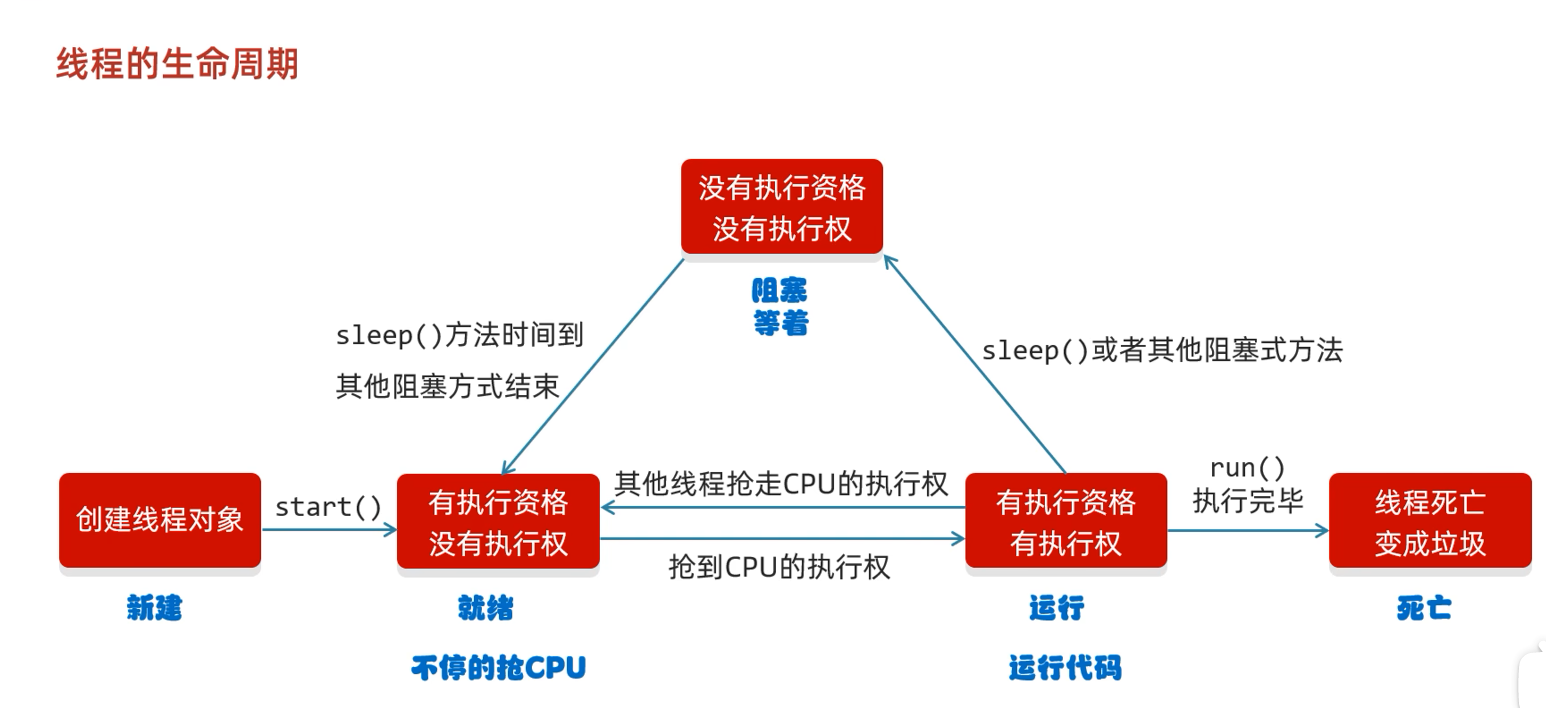 线程的生命周期
没有执行资格
没有执行权
阻塞
等着
sleep()方法时间到
其他阻塞方式结束
sleep()或者其他阻塞式方法
创建线程对象
新建
start()
有执行资格
没有执行权
就绪
不停的抢CPU
其他线程抢走CPU的执行权
抢到CPU的执行权
有执行资格
有执行权
运行
运行代码
run()
执行完毕
线程死亡
变成垃圾
死亡